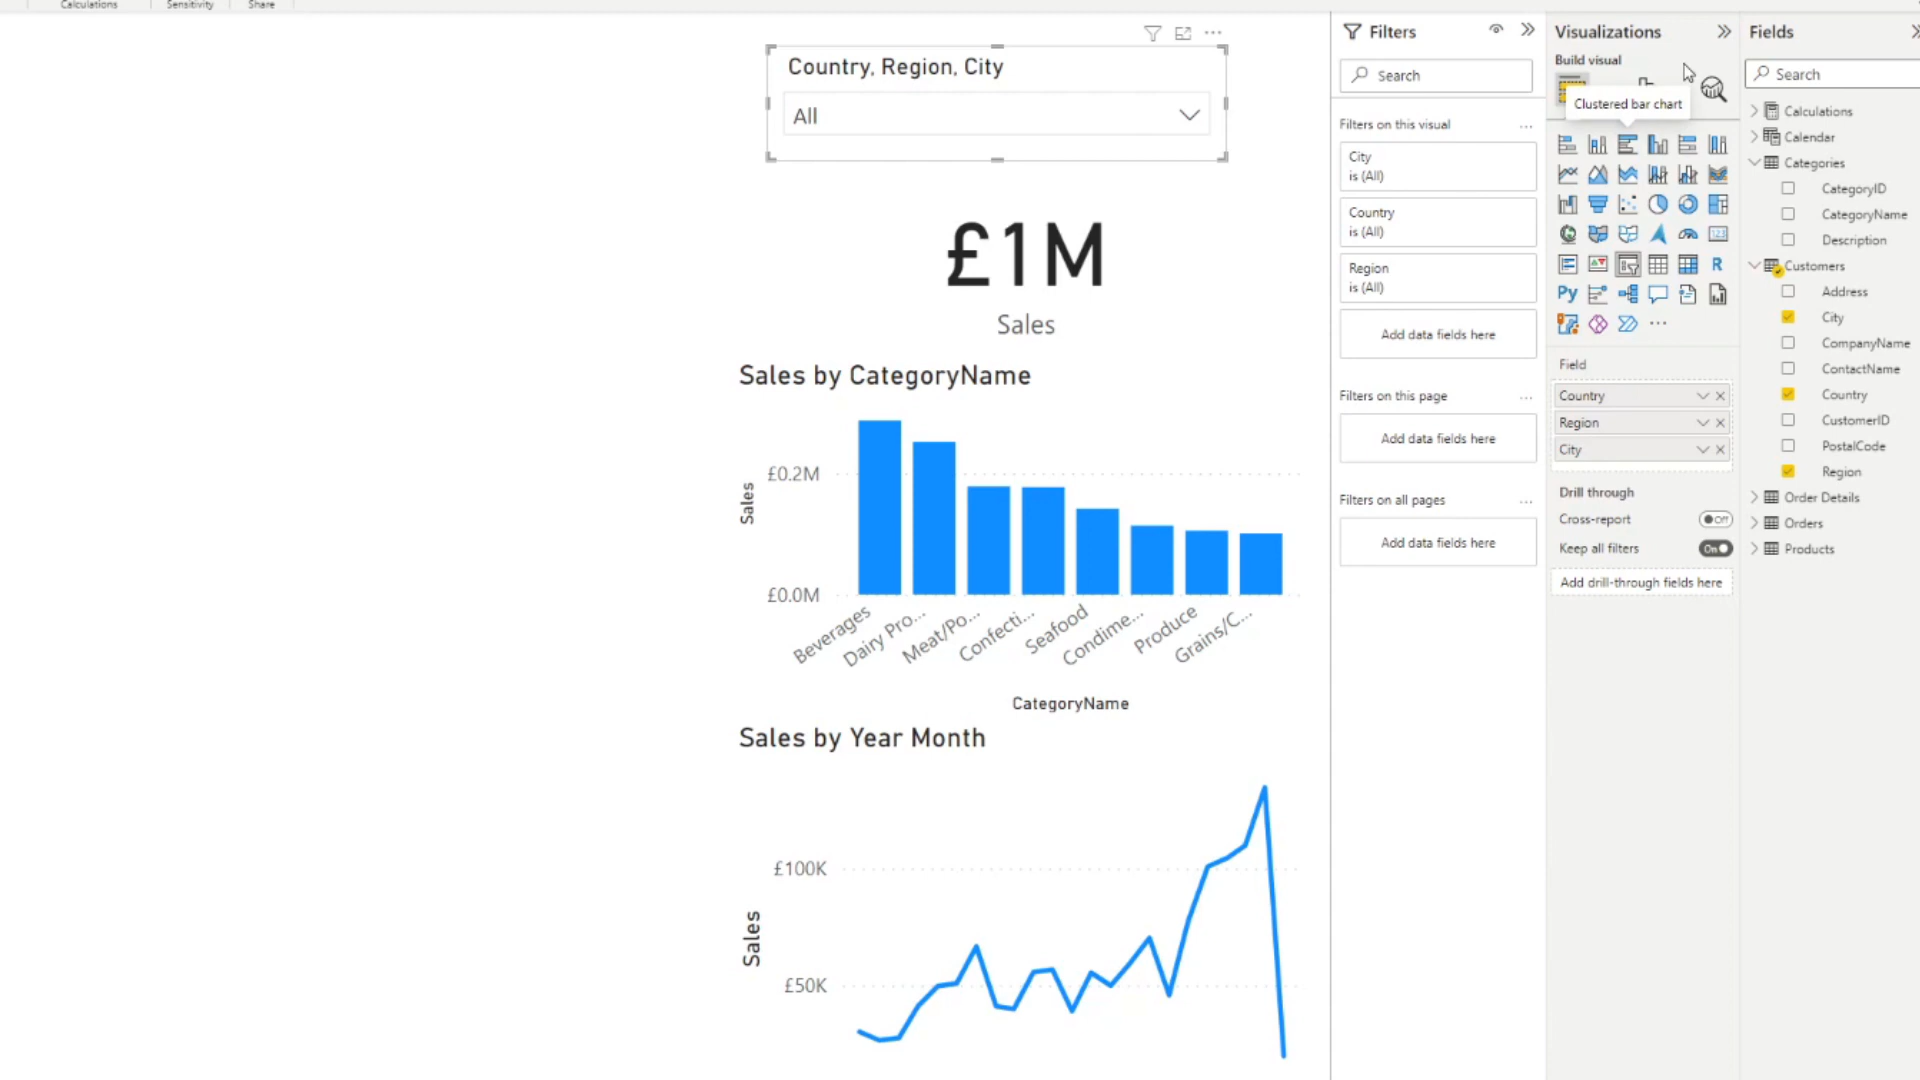 Calculations
Sensitivity
Share
Country, Region, City
All
£1M
Sales
Sales by CategoryName
£0.2M
£0.0M
Sales
Beverages
Dairy Pro...
Meat/Po...
Confecti...
Seafood
Condime...
Produce
Grains/C...
CategoryName
Sales by Year Month
£100K
£50K
Sales
Filters
Search
Filters on this visual
...
City
is (All)
Country
is (All)
Region
is (All)
Add data fields here
Filters on this page
...
Add data fields here
Filters on all pages
...
Add data fields here
Visualizations
Build visual
Clustered bar chart
123
R
Py
...
Field
Country
Region
City
Drill through
Cross-report
Off
Keep all filters
On
Add drill-through fields here
Fields
Search
Calculations
Calendar
Categories
CategoryID
CategoryName
Description
Customers
Address
City
CompanyName
ContactName
Country
CustomerID
PostalCode
Region
Order Details
Orders
Products